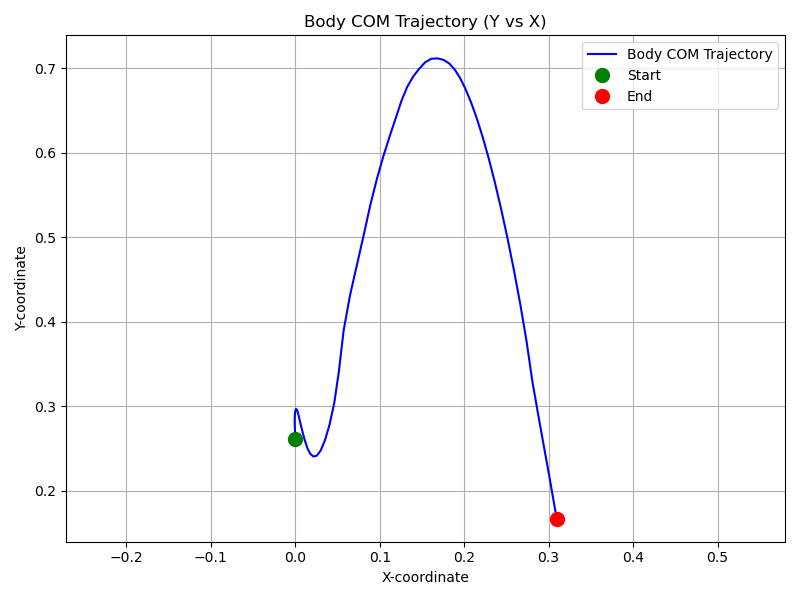 Body COM Trajectory (Y vs X)
Body COM Trajectory
Start
End
0.7
0.6
0.5
0.4
0.3
0.2
Y-coordinate
−0.2 −0.1 0.0 0.1 0.2 0.3 0.4 0.5
X-coordinate